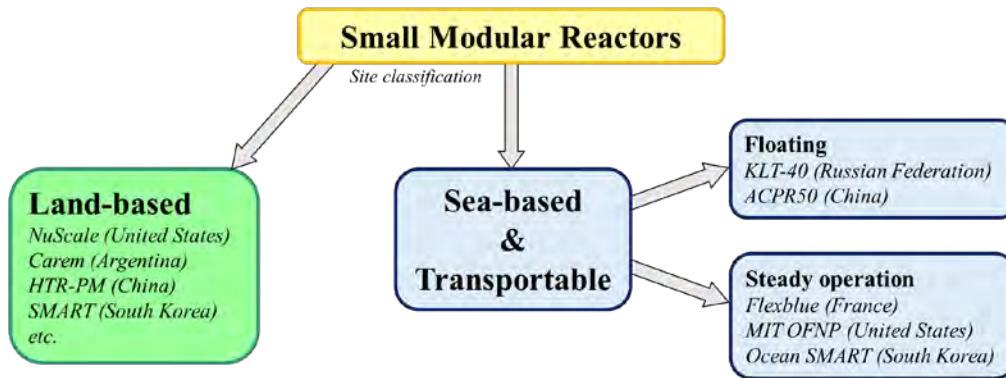 Small Modular Reactors
Site classification
Land-based
NuScale (United States)
Carem (Argentina)
HTR-PM (China)
SMART (South Korea)
etc.
Sea-based
&
Transportable
Floating
KLT-40 (Russian Federation)
ACPR50 (China)
Steady operation
Flexblue (France)
MIT OFNP (United States)
Ocean SMART (South Korea)